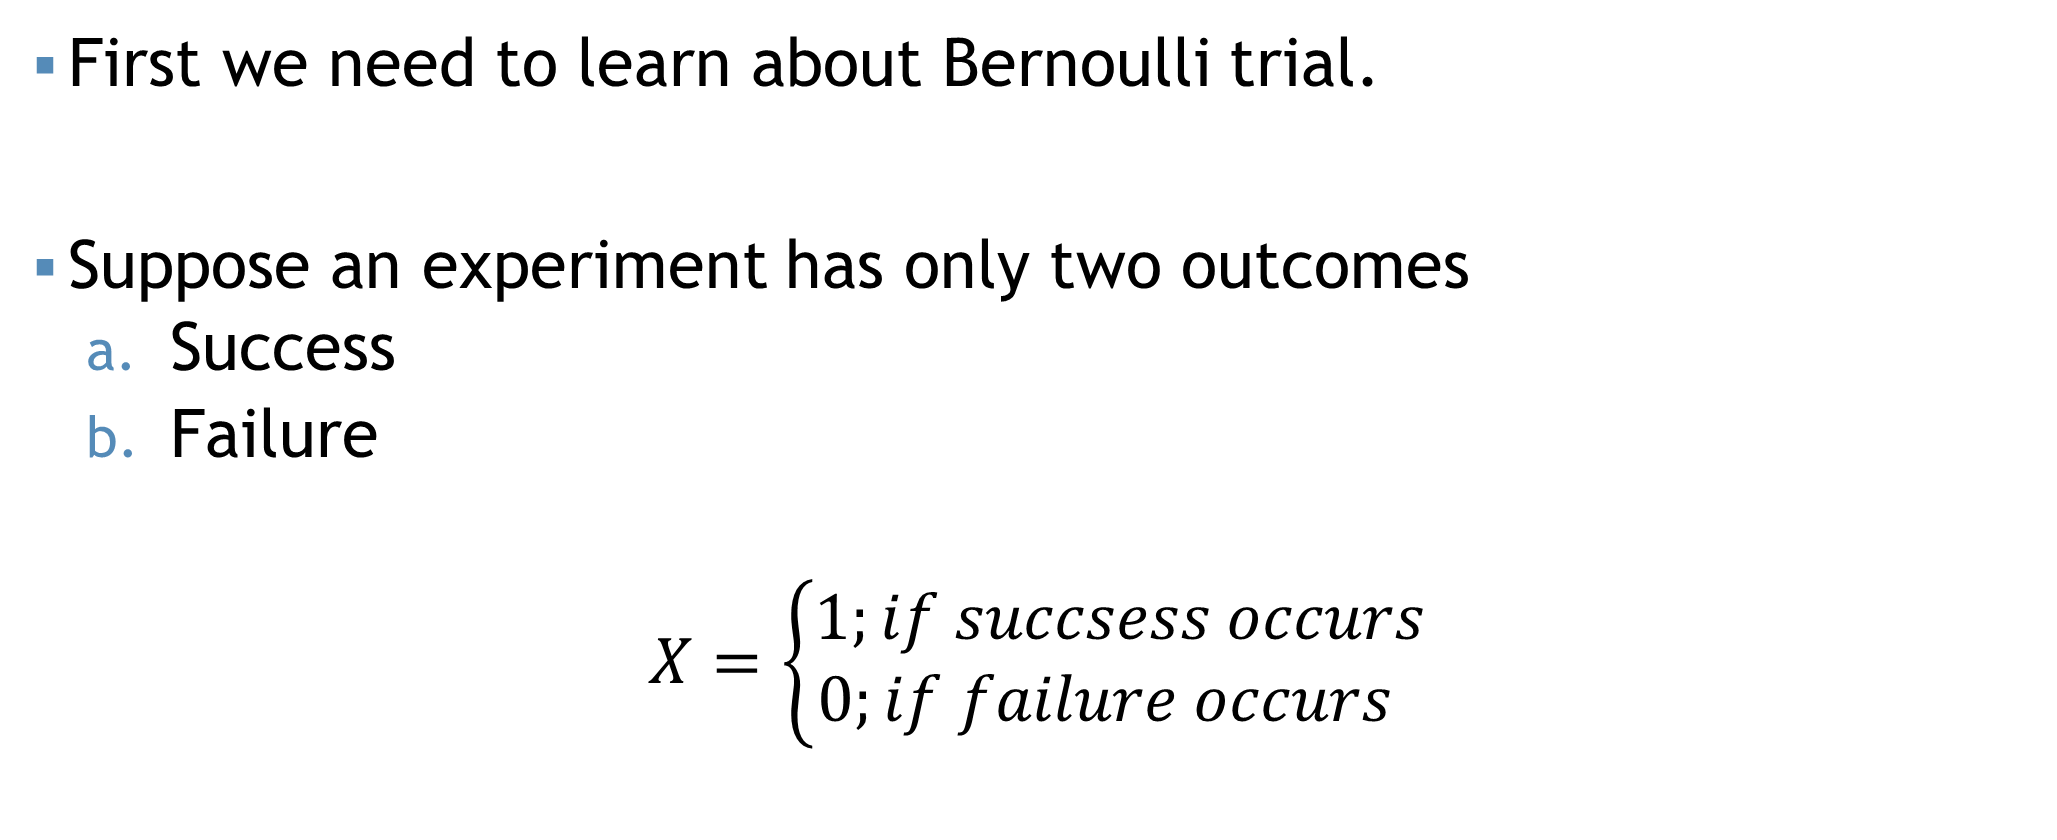 ▪ First we need to learn about Bernoulli trial.
▪ Suppose an experiment has only two outcomes
a. Success
b. Failure
X = { 1; if succsess occurs
0; if failure occurs